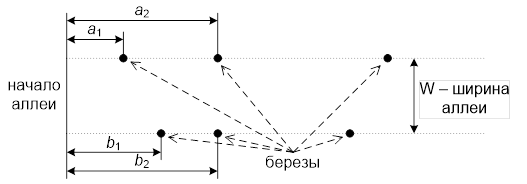 a₂
a₁
начало
аллеи
W – ширина
аллеи
b₁
b₂
березы